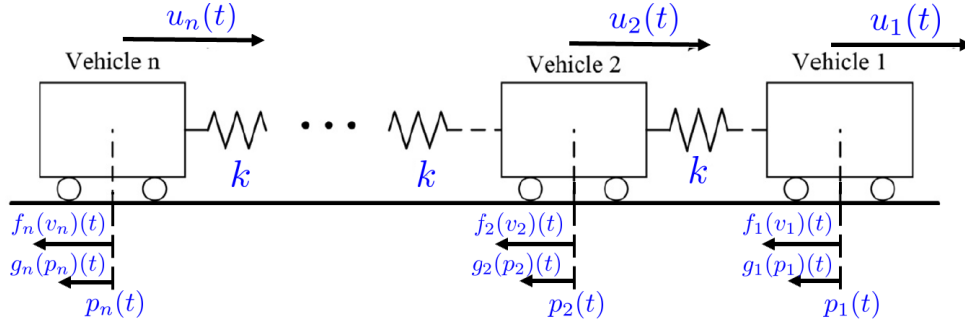 u_n(t) u_2(t) u_1(t)
Vehicle n Vehicle 2 Vehicle 1
k k k
f_n(v_n)(t) f_2(v_2)(t) f_1(v_1)(t)
g_n(p_n)(t) g_2(p_2)(t) g_1(p_1)(t)
p_n(t) p_2(t) p_1(t)